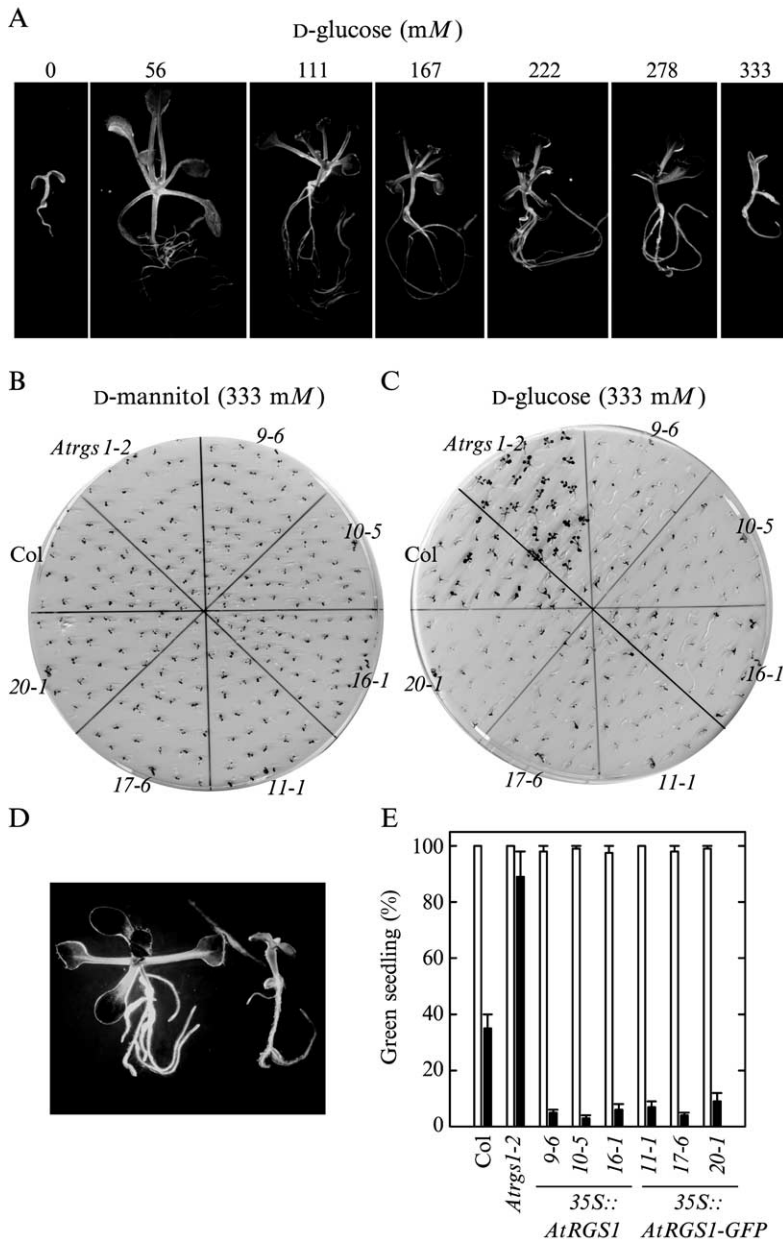 A
D-glucose (mM)
0 56 111 167 222 278 333
B
D-mannitol (333 mM)
Atrgs 1-2
9-6
10-5
Col
20-1
16-1
17-6
11-1
C
D-glucose (333 mM)
Atrgs 1-2
9-6
10-5
Col
20-1
16-1
17-6
11-1
D
E
Green seedling (%)
100
80
60
40
20
0
Col
Atrgs1-2
9-6
10-5
16-1
11-1
17-6
20-1
35S::
AtRGS1
35S::
AtRGS1-GFP